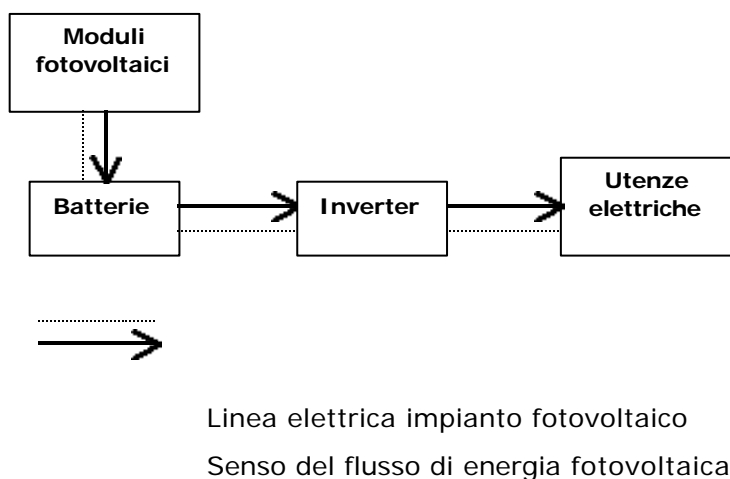 Moduli
fotovoltaici
Batterie
Inverter
Utenze
elettriche
Linea elettrica impianto fotovoltaico
Senso del flusso di energia fotovoltaica